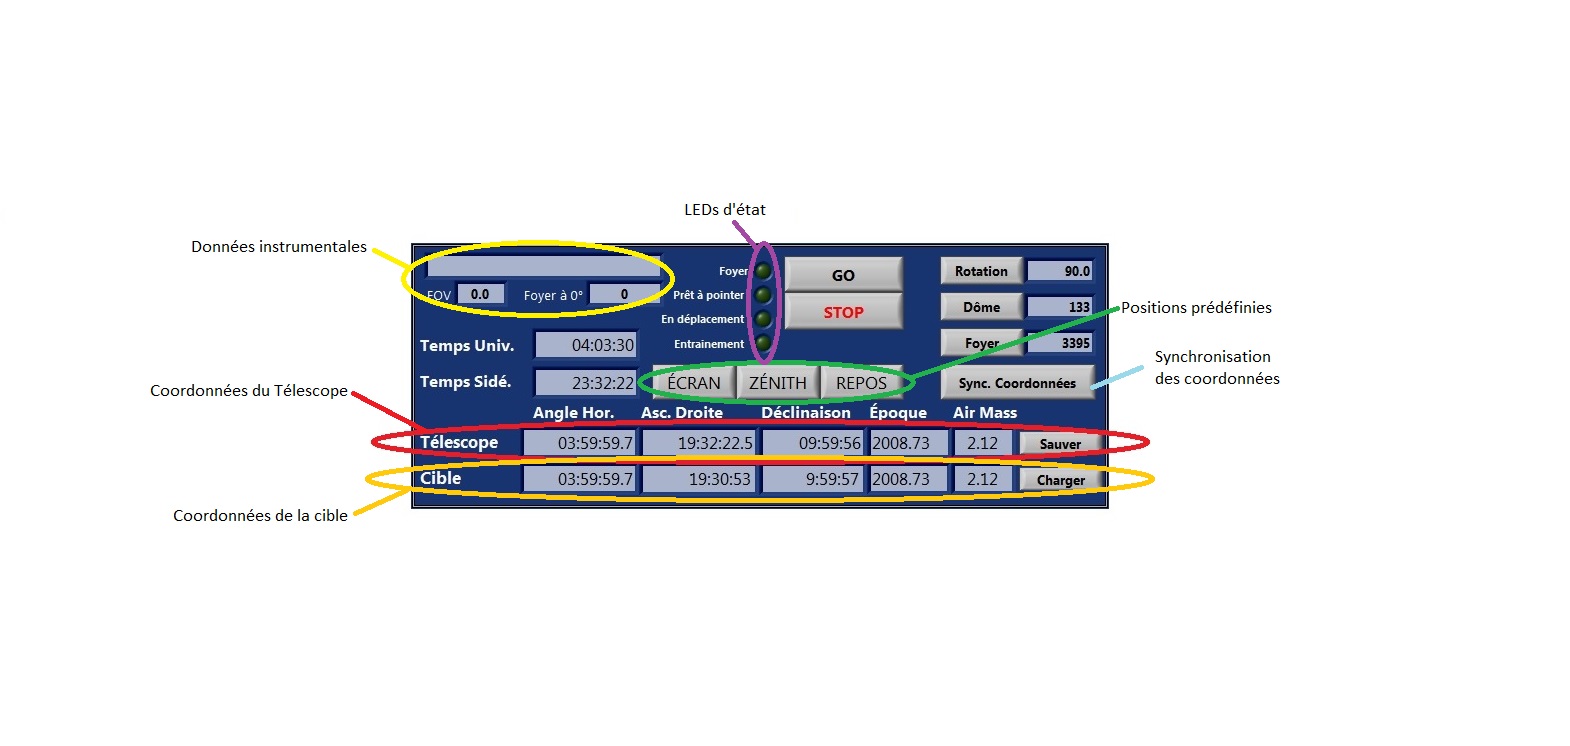 LEDs d'état
Données instrumentales
Foyer
GO
Rotation 90.0
FOV 0.0 Foyer à 0° 0
Prêt à pointer
STOP
Dôme 133
Positions prédéfinies
En déplacement
Temps Univ. 04:03:30
Entrainement
Foyer 3395
Synchronisation
des coordonnées
Temps Sidé. 23:32:22
ÉCRAN ZÉNITH REPOS
Sync. Coordonnées
Coordonnées du Télescope
Angle Hor. Asc. Droite Déclinaison Époque Air Mass
Télescope 03:59:59.7 19:32:22.5 09:59:56 2008.73 2.12 Sauver
Cible 03:59:59.7 19:30:53 9:59:57 2008.73 2.12 Charger
Coordonnées de la cible